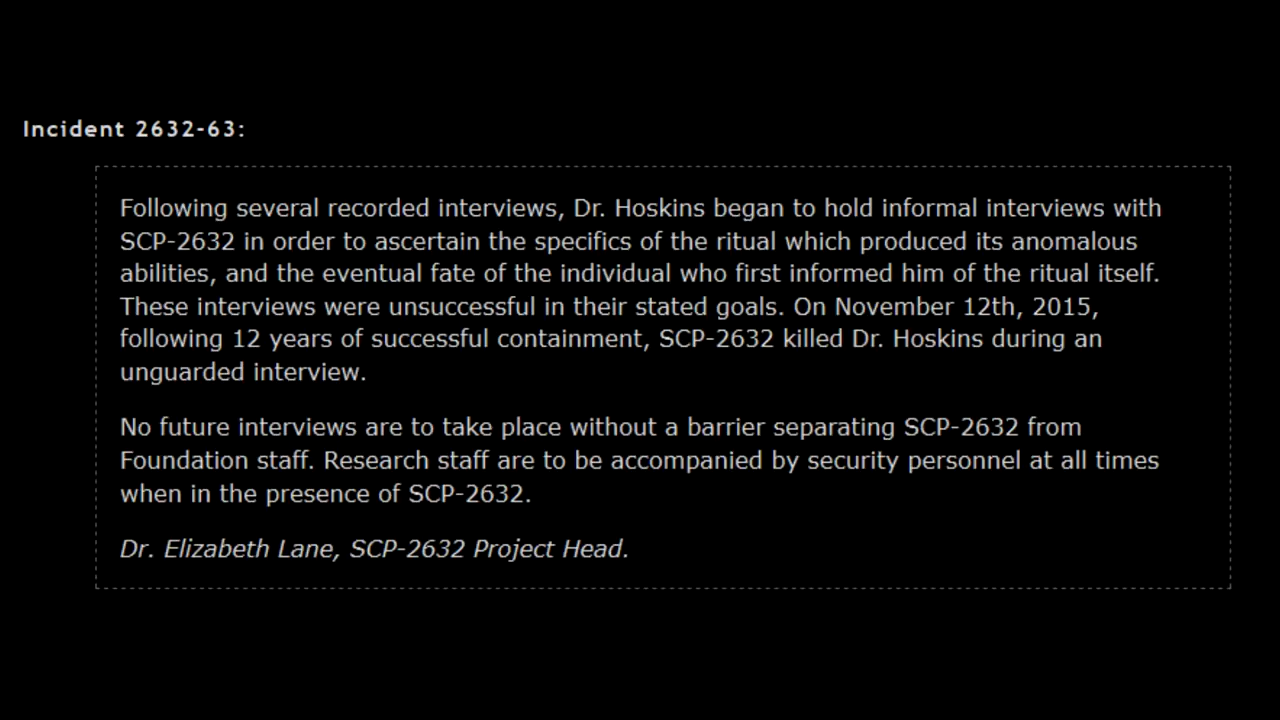 Incident 2632-63:
Following several recorded interviews, Dr. Hoskins began to hold informal interviews with
SCP-2632 in order to ascertain the specifics of the ritual which produced its anomalous
abilities, and the eventual fate of the individual who first informed him of the ritual itself.
These interviews were unsuccessful in their stated goals. On November 12th, 2015,
following 12 years of successful containment, SCP-2632 killed Dr. Hoskins during an
unguarded interview.
No future interviews are to take place without a barrier separating SCP-2632 from
Foundation staff. Research staff are to be accompanied by security personnel at all times
when in the presence of SCP-2632.
Dr. Elizabeth Lane, SCP-2632 Project Head.